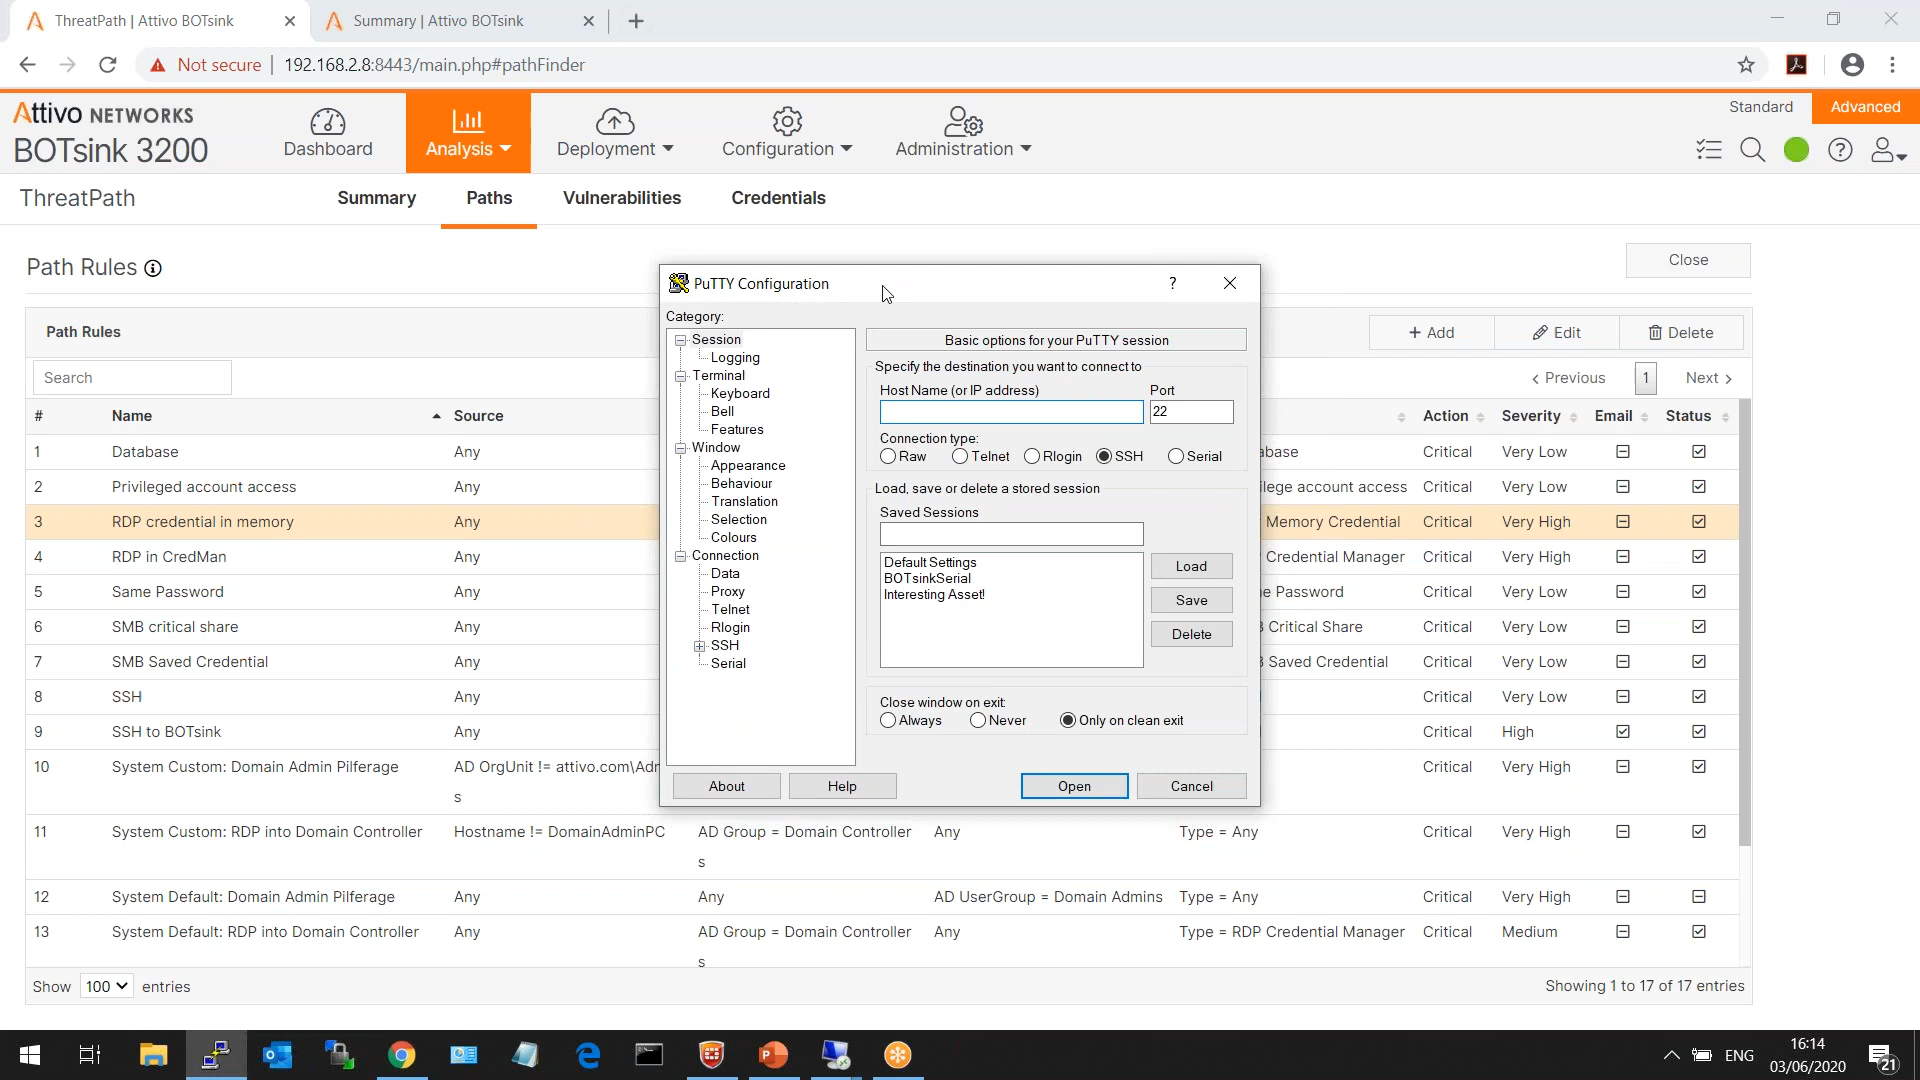 ThreatPath | Attivo BOTsink
Summary | Attivo BOTsink
Not secure
192.168.2.8:8443/main.php#pathFinder
Attivo NETWORKS
BOTsink 3200
Dashboard
Analysis
Deployment
Configuration
Administration
Standard
Advanced
ThreatPath
Summary
Paths
Vulnerabilities
Credentials
Path Rules
Close
Path Rules
+ Add
Edit
Delete
Search
Previous
1
Next
# Name Source Action Severity Email Status
1 Database Any Critical Very Low
2 Privileged account access Any account access Critical Very Low
3 RDP credential in memory Any Memory Credential Critical Very High
4 RDP in CredMan Any Credential Manager Critical Very High
5 Same Password Any Password Critical Very Low
6 SMB critical share Any Critical Share Critical Very Low
7 SMB Saved Credential Any Saved Credential Critical Very Low
8 SSH Any Critical Very Low
9 SSH to BOTsink Any Critical High
10 System Custom: Domain Admin Pilferage AD OrgUnit != Critical Very High
s
11 System Custom: RDP into Domain Controller Hostname != DomainAdminPC AD Group = Domain Controller Any Type = Any Critical Very High
s
12 System Default: Domain Admin Pilferage Any Any AD UserGroup = Domain Admins Type = Any Critical Very High
13 System Default: RDP into Domain Controller Any AD Group = Domain Controller Any Type = RDP Credential Manager Critical Medium
s
Show 100 entries
Showing 1 to 17 of 17 entries
PuTTY Configuration
?
Category:
Session
Logging
Terminal
Keyboard
Bell
Features
Window
Appearance
Behaviour
Translation
Selection
Colours
Connection
Data
Proxy
Telnet
Rlogin
SSH
Serial
Basic options for your PuTTY session
Specify the destination you want to connect to
Host Name (or IP address)
Port
22
Connection type:
Raw Telnet Rlogin SSH Serial
Load, save or delete a stored session
Saved Sessions
Default Settings
BOTsinkSerial
Interesting Asset!
Load
Save
Delete
Close window on exit:
Always Never Only on clean exit
About
Help
Open
Cancel
ENG
16:14
03/06/2020
21